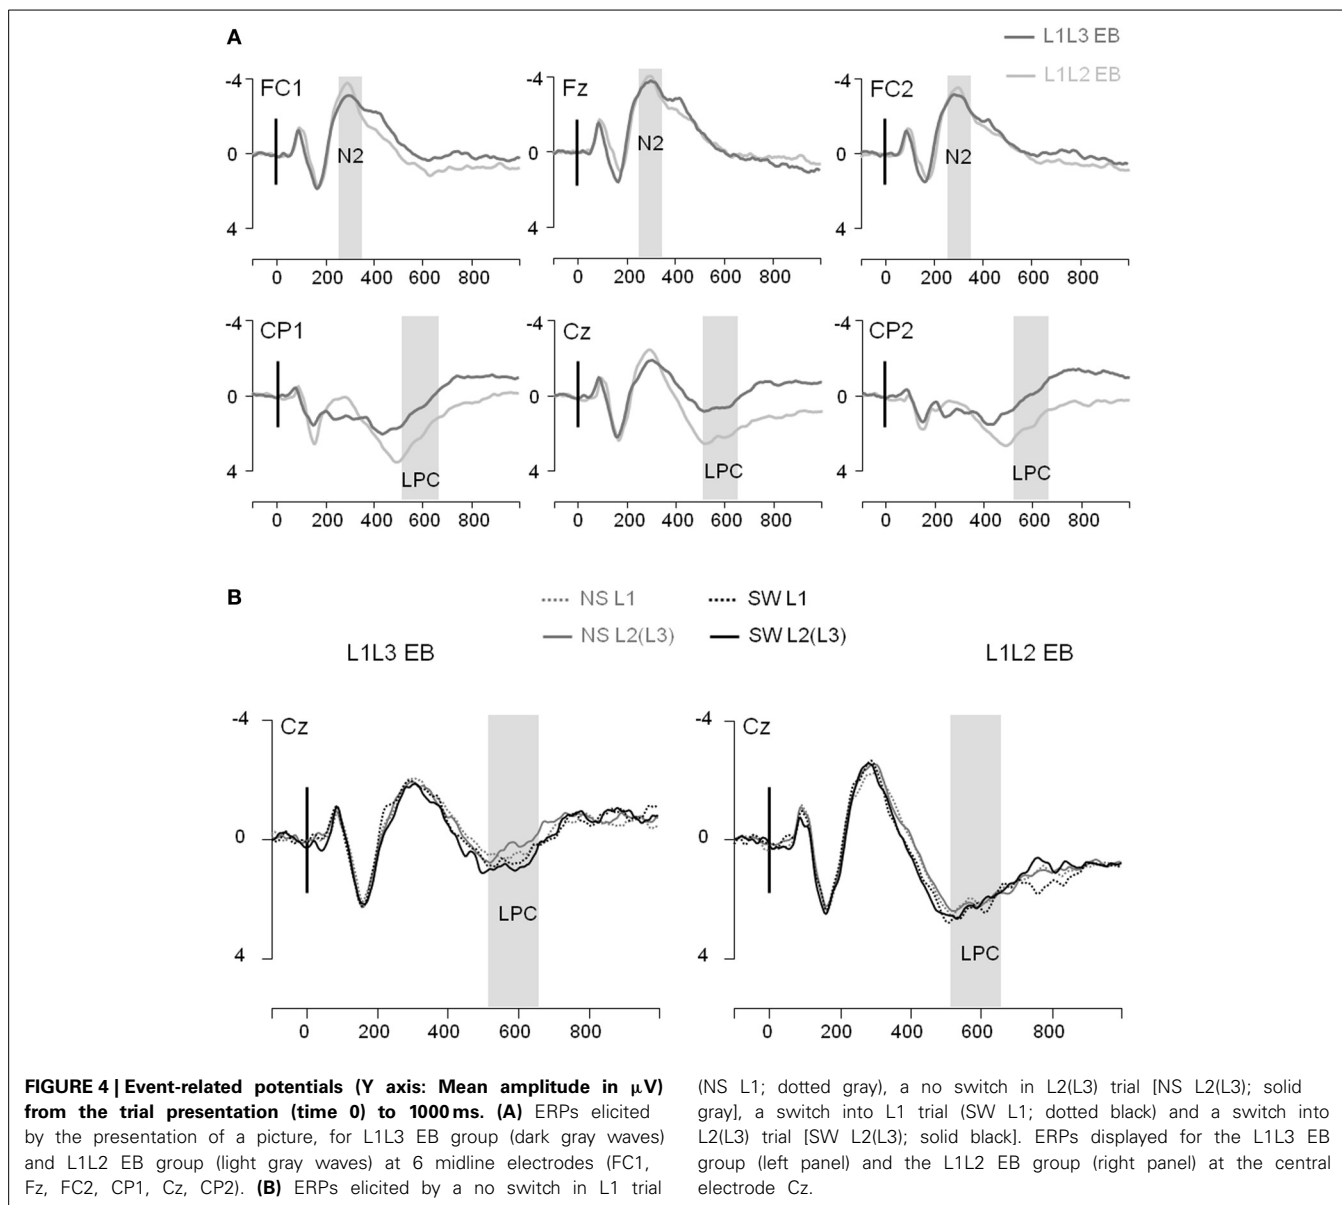 A
L1L3 EB
L1L2 EB
-4 FC1
0
4
N2
0 200 400 600 800
-4 Fz
0
4
N2
0 200 400 600 800
-4 FC2
0
4
N2
0 200 400 600 800
-4 CP1
0
4
LPC
0 200 400 600 800
-4 Cz
0
4
LPC
0 200 400 600 800
-4 CP2
0
4
LPC
0 200 400 600 800
B
NS L1 SW L1
NS L2(L3) SW L2(L3)
L1L3 EB
-4 Cz
0
4
LPC
0 200 400 600 800
L1L2 EB
-4 Cz
0
4
LPC
0 200 400 600 800
FIGURE 4 | Event-related potentials (Y axis: Mean amplitude in μV)
from the trial presentation (time 0) to 1000 ms. (A) ERPs elicited
by the presentation of a picture, for L1L3 EB group (dark gray waves)
and L1L2 EB group (light gray waves) at 6 midline electrodes (FC1,
Fz, FC2, CP1, Cz, CP2). (B) ERPs elicited by a no switch in L1 trial
(NS L1; dotted gray), a no switch in L2(L3) trial [NS L2(L3); solid
gray], a switch into L1 trial (SW L1; dotted black) and a switch into
L2(L3) trial [SW L2(L3); solid black]. ERPs displayed for the L1L3 EB
group (left panel) and the L1L2 EB group (right panel) at the central
electrode Cz.